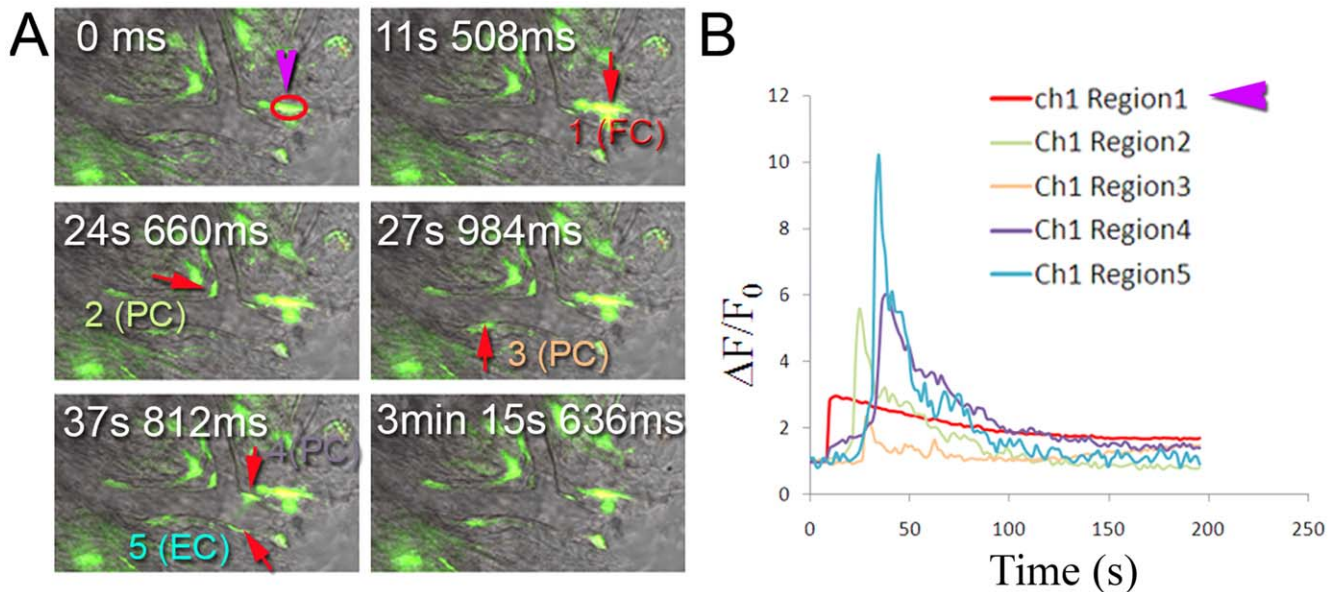 A
0 ms
11s 508ms
1 (FC)
24s 660ms
2 (PC)
27s 984ms
3 (PC)
37s 812ms
4 (PC)
5 (EC)
3min 15s 636ms
B
ch1 Region1
Ch1 Region2
Ch1 Region3
Ch1 Region4
Ch1 Region5
ΔF/F₀
12
10
8
6
4
2
0
0 50 100 150 200 250
Time (s)